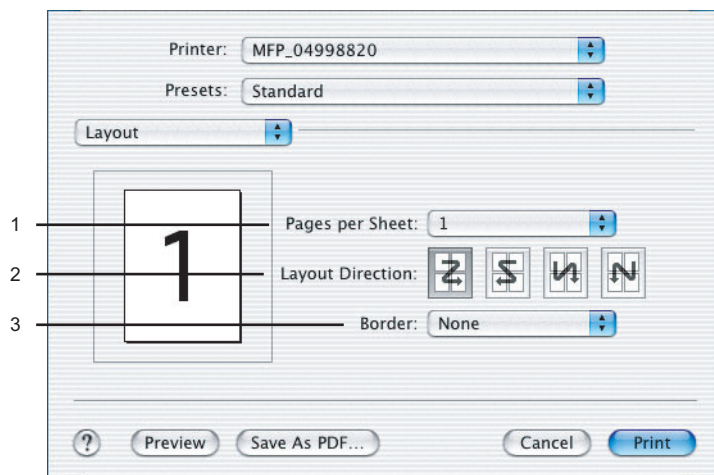 Printer: MFP_04998820
Presets: Standard
Layout
1
1 Pages per Sheet: 1
2 Layout Direction:
3 Border: None
? Preview Save As PDF... Cancel Print